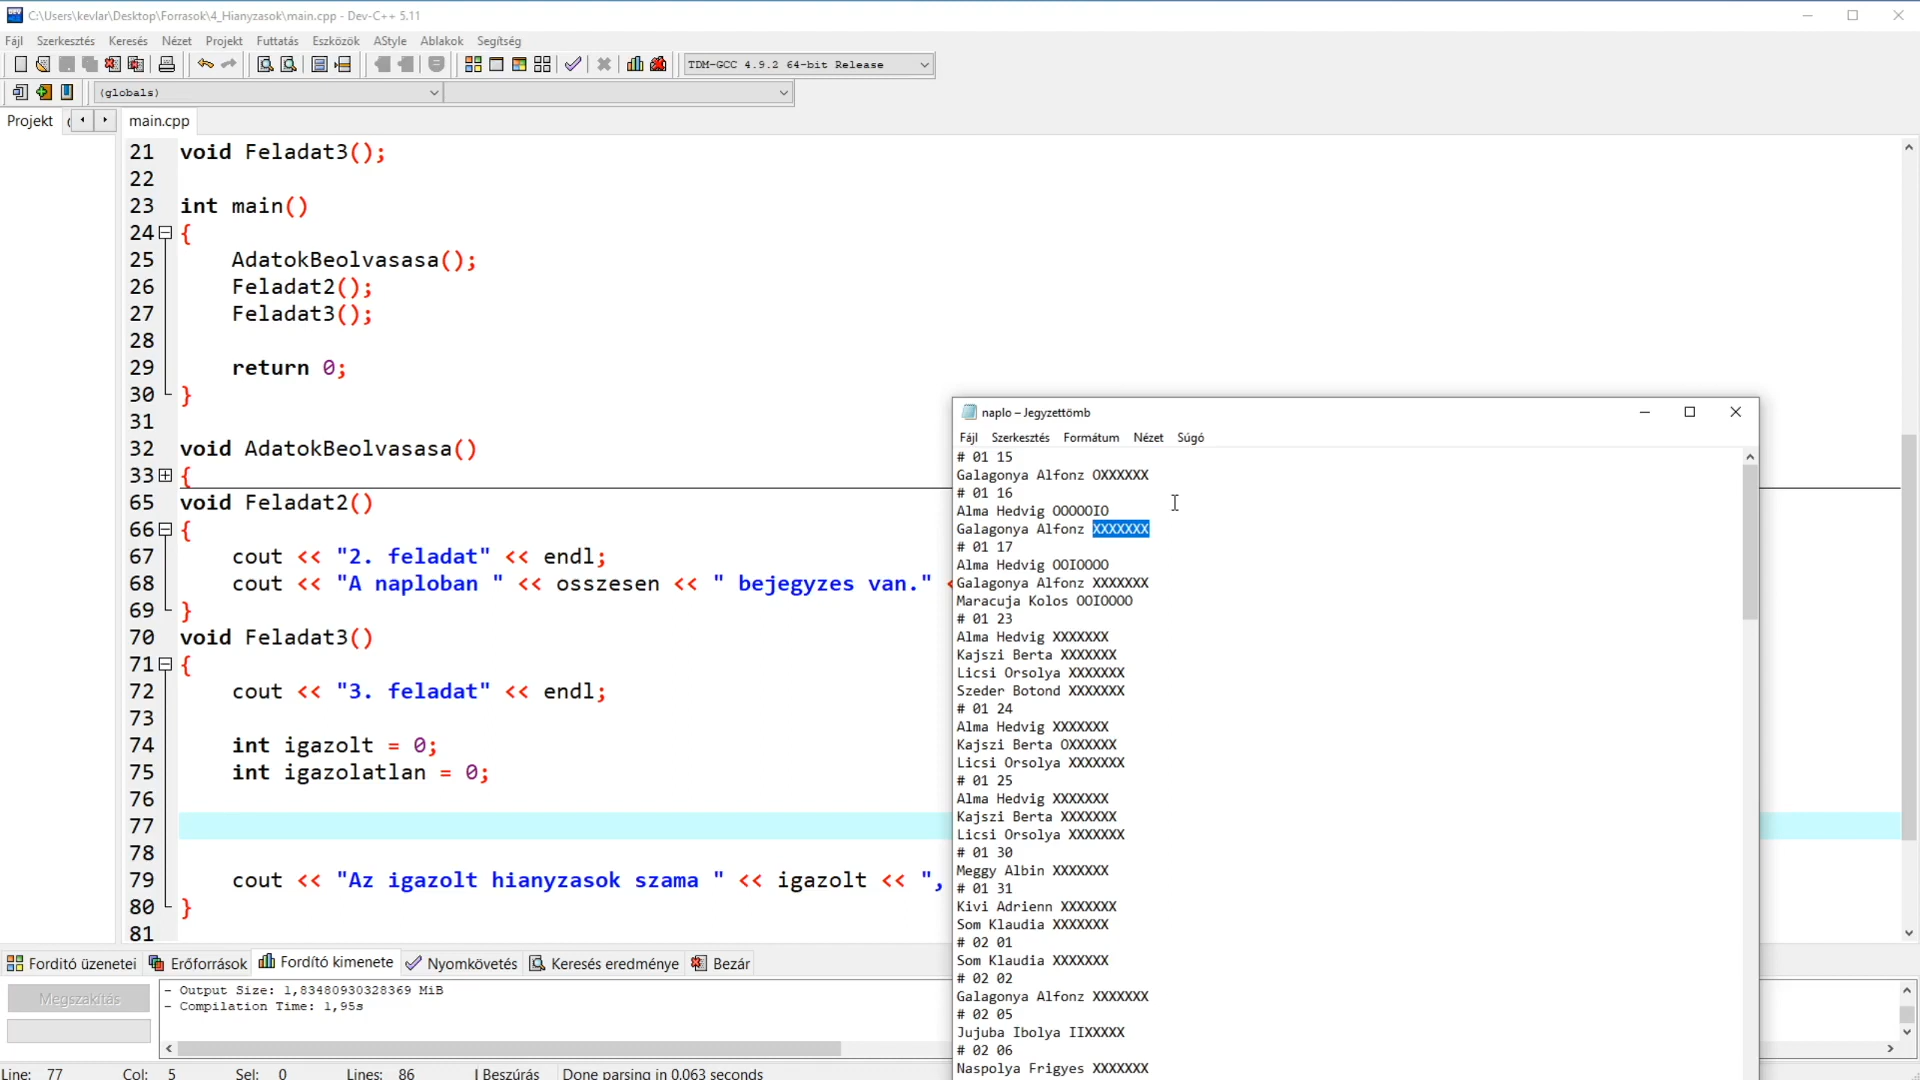 C:\Users\kevlar\Desktop\Forrasok\4_Hianyzasok\main.cpp - Dev-C++ 5.11
Fájl Szerkesztés Keresés Nézet Projekt Futtatás Eszközök AStyle Ablakok Segítség
TDM-GCC 4.9.2 64-bit Release
(globals)
Projekt main.cpp
21 void Feladat3();
22
23 int main()
24 {
25 AdatokBeolvasasa();
26 Feladat2();
27 Feladat3();
28
29 return 0;
30 }
31
32 void AdatokBeolvasasa()
33 {
65 void Feladat2()
66 {
67 cout << "2. feladat" << endl;
68 cout << "A naploban " << osszesen << " bejegyzes van."
69 }
70 void Feladat3()
71 {
72 cout << "3. feladat" << endl;
73
74 int igazolt = 0;
75 int igazolatlan = 0;
76
77
78
79 cout << "Az igazolt hianyzasok szama " << igazolt << ",
80 }
81
naplo – Jegyzettömb
Fájl Szerkesztés Formátum Nézet Súgó
# 01 15
Galagonya Alfonz OXXXXXX
# 01 16
Alma Hedvig OOOOOIO
Galagonya Alfonz XXXXXXX
# 01 17
Alma Hedvig OOIOOOO
Galagonya Alfonz XXXXXXX
Maracuja Kolos OOIOOOO
# 01 23
Alma Hedvig XXXXXXX
Kajszi Berta XXXXXXX
Licsi Orsolya XXXXXXX
Szeder Botond XXXXXXX
# 01 24
Alma Hedvig XXXXXXX
Kajszi Berta OXXXXXX
Licsi Orsolya XXXXXXX
# 01 25
Alma Hedvig XXXXXXX
Kajszi Berta XXXXXXX
Licsi Orsolya XXXXXXX
# 01 30
Meggy Albin XXXXXXX
# 01 31
Kivi Adrienn XXXXXXX
Som Klaudia XXXXXXX
# 02 01
Som Klaudia XXXXXXX
# 02 02
Galagonya Alfonz XXXXXXX
# 02 05
Jujuba Ibolya IIXXXXX
# 02 06
Naspolya Frigyes XXXXXXX
Fordító üzenetei Erőforrások Fordító kimenete Nyomkövetés Keresés eredménye Bezár
Megszakítás
- Output Size: 1,83480930328369 MiB
- Compilation Time: 1,95s
Line: 77 Col: 5 Sel: 0 Lines: 86 Beszúrás Done parsing in 0.063 seconds